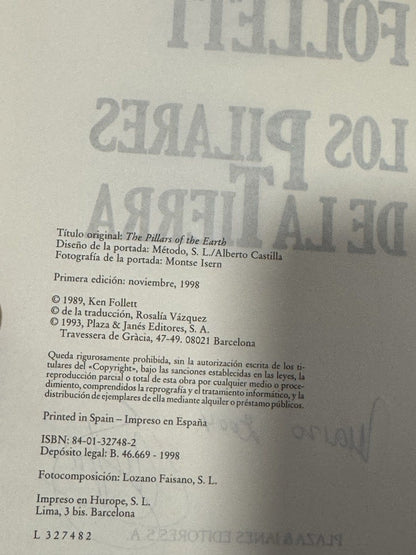 FOLLETT
LOS PILARES
DE LA TIERRA
Título original: The Pillars of the Earth
Diseño de la portada: Método, S. L./Alberto Castilla
Fotografía de la portada: Montse Isern
Primera edición: noviembre, 1998
© 1989, Ken Follett
© de la traducción, Rosalía Vázquez
© 1993, Plaza & Janés Editores, S. A.
Travessera de Gràcia, 47-49. 08021 Barcelona
Queda rigurosamente prohibida, sin la autorización escrita de los ti-
tulares del «Copyright», bajo las sanciones establecidas en las leyes, la
reproducción parcial o total de esta obra por cualquier medio o proce-
dimiento, comprendidos la reprografía y el tratamiento informático, y la
distribución de ejemplares de ella mediante alquiler o préstamo públicos.
Printed in Spain – Impreso en España
ISBN: 84-01-32748-2
Depósito legal: B. 46.669 - 1998
Fotocomposición: Lozano Faisano, S. L.
Impreso en Hurope, S. L.
Lima, 3 bis. Barcelona
L 327482
PLAZA & JANES EDITORES, S.A.